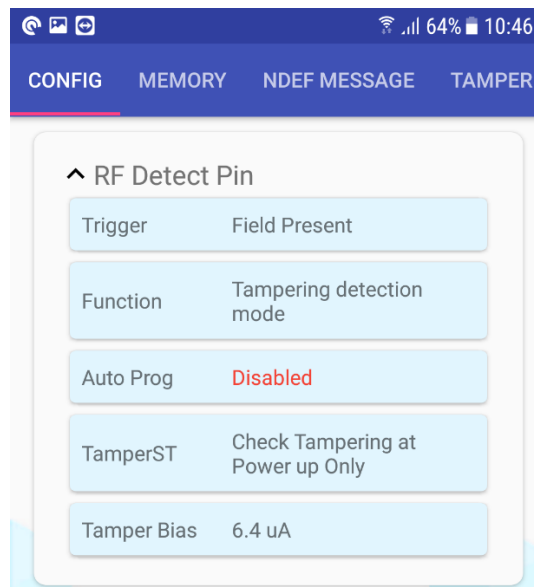 64% 10:46
CONFIG MEMORY NDEF MESSAGE TAMPER
RF Detect Pin
Trigger Field Present
Function Tampering detection
mode
Auto Prog Disabled
TamperST Check Tampering at
Power up Only
Tamper Bias 6.4 uA